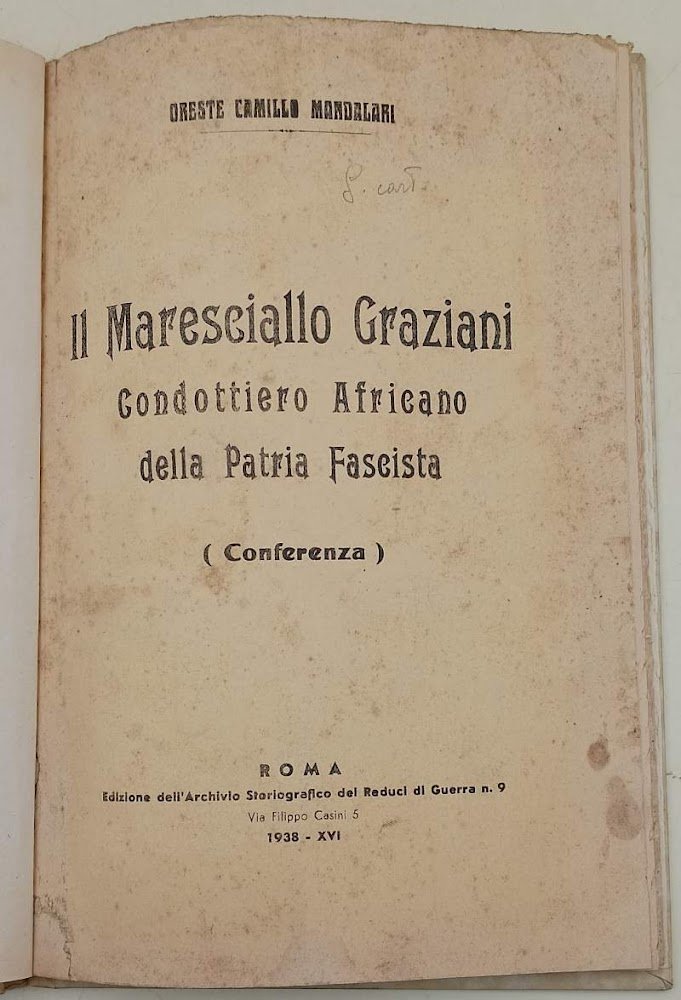 ORESTE CAMILLO MANDALARI
Il Maresciallo Graziani
Condottiero Africano
della Patria Fascista
( Conferenza )
ROMA
Edizione dell'Archivio Storiografico dei Reduci di Guerra n. 9
Via Filippo Casini 5
1938 - XVI